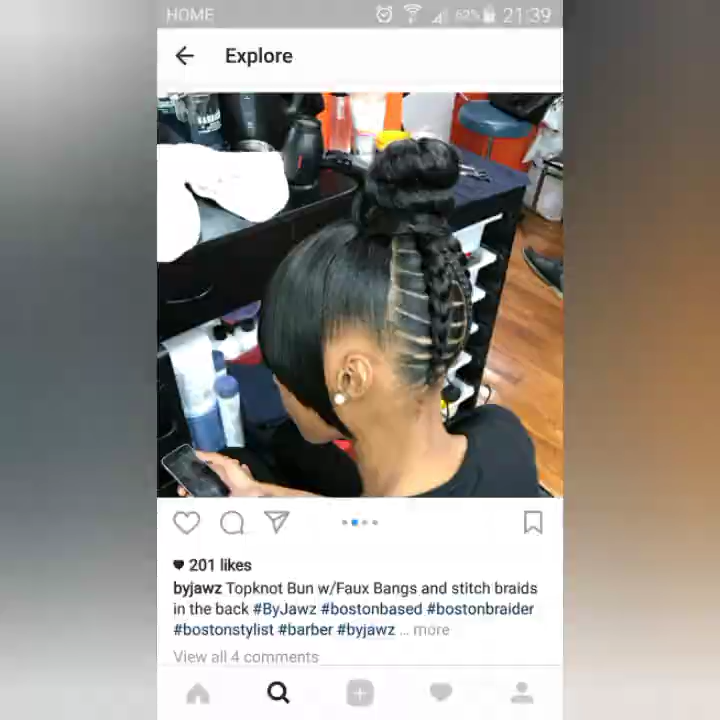 HOME 62% 21:39
Explore
201 likes
byjawz Topknot Bun w/Faux Bangs and stitch braids
in the back #ByJawz #bostonbased #bostonbraider
#bostonstylist #barber #byjawz ... more
View all 4 comments